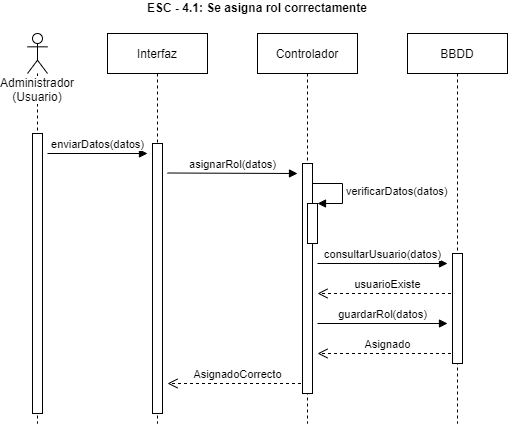 ESC - 4.1: Se asigna rol correctamente
Interfaz
Controlador
BBDD
Administrador
(Usuario)
enviarDatos(datos)
asignarRol(datos)
verificarDatos(datos)
consultarUsuario(datos)
usuarioExiste
guardarRol(datos)
Asignado
AsignadoCorrecto